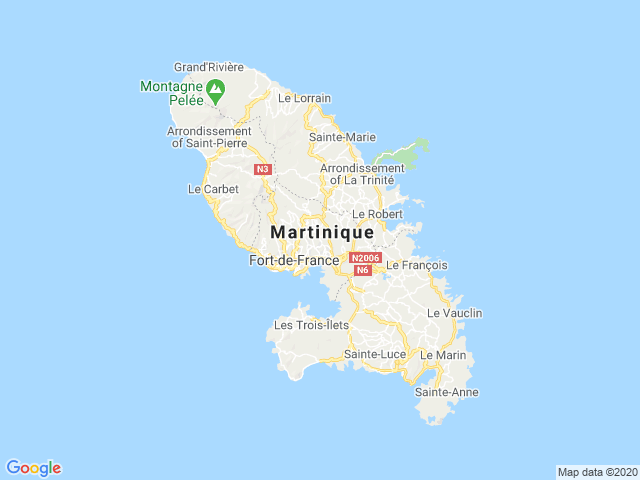 Grand'Rivière
Montagne
Pelée
Le Lorrain
Arrondissement
of Saint-Pierre
Sainte-Marie
N3
Arrondissement
of La Trinité
Le Carbet
Le Robert
Martinique
Fort-de-France
N2006
N6
Le François
Le Vauclin
Les Trois-Îlets
Sainte-Luce
Le Marin
Sainte-Anne
Google
Map data ©2020